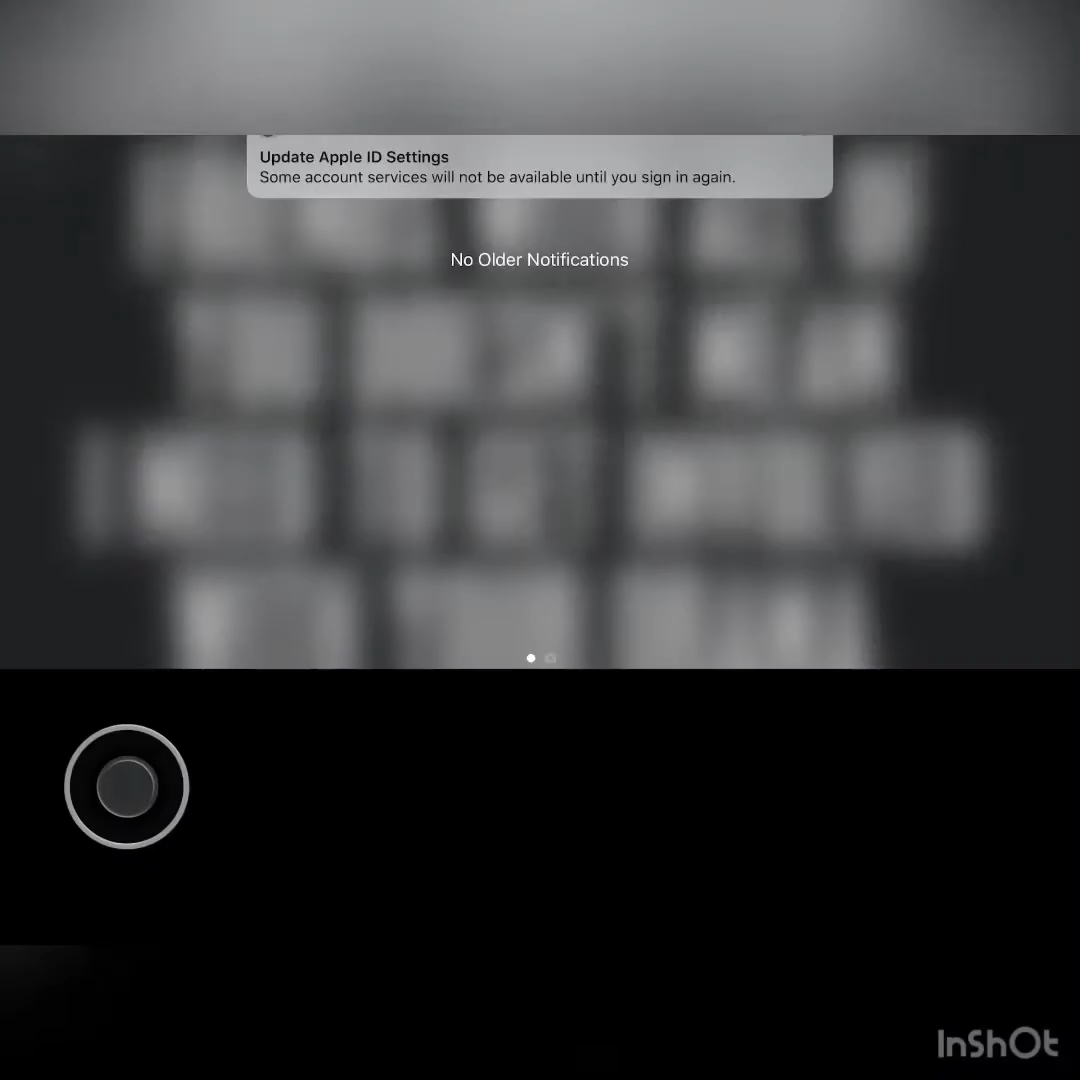 Update Apple ID Settings
Some account services will not be available until you sign in again.
No Older Notifications
InShOt